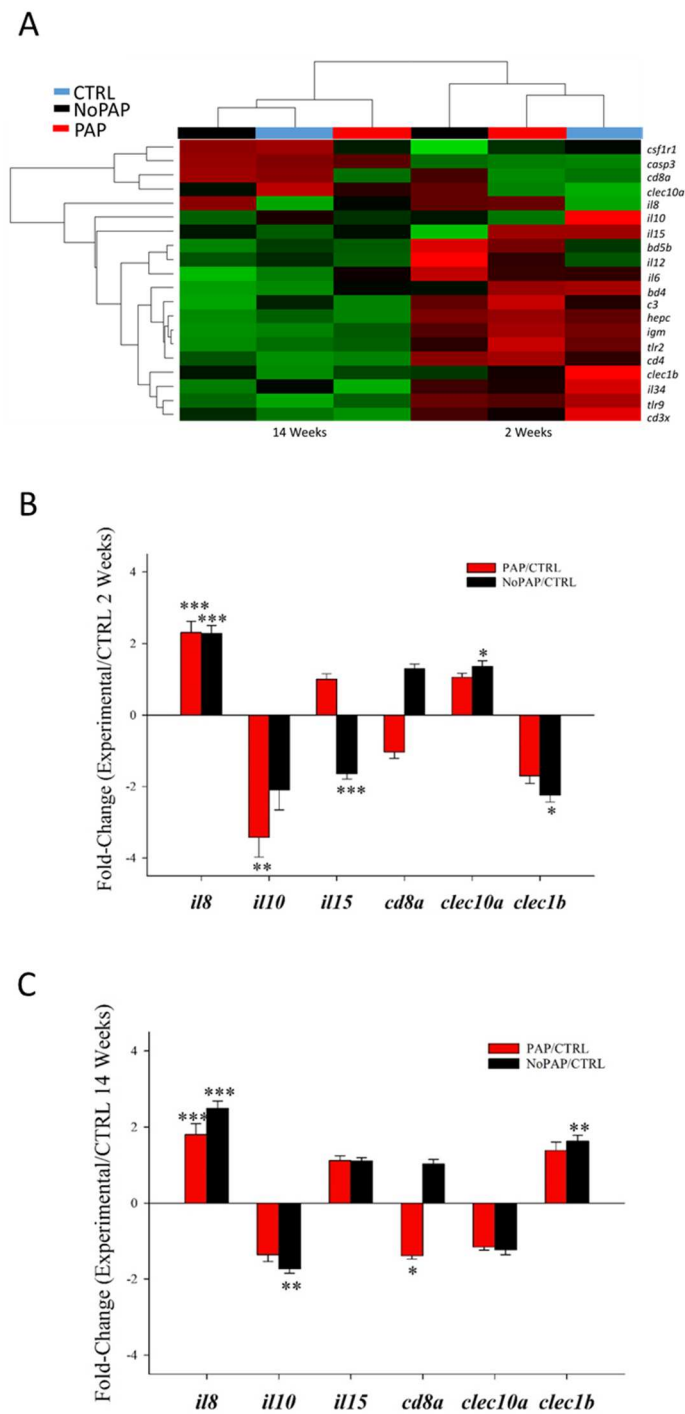 A
CTRL
NoPAP
PAP
csf1r1
casp3
cd8a
clec10a
il8
il10
il15
bd5b
il12
il6
bd4
c3
hepc
igm
tlr2
cd4
clec1b
il34
tlr9
cd3x
14 Weeks 2 Weeks
B
Fold-Change (Experimental/CTRL 2 Weeks)
4
2
0
-2
-4
PAP/CTRL
NoPAP/CTRL
*** ***
*
**
***
*
il8 il10 il15 cd8a clec10a clec1b
C
Fold-Change (Experimental/CTRL 14 Weeks)
4
2
0
-2
-4
PAP/CTRL
NoPAP/CTRL
*** ***
**
**
*
il8 il10 il15 cd8a clec10a clec1b